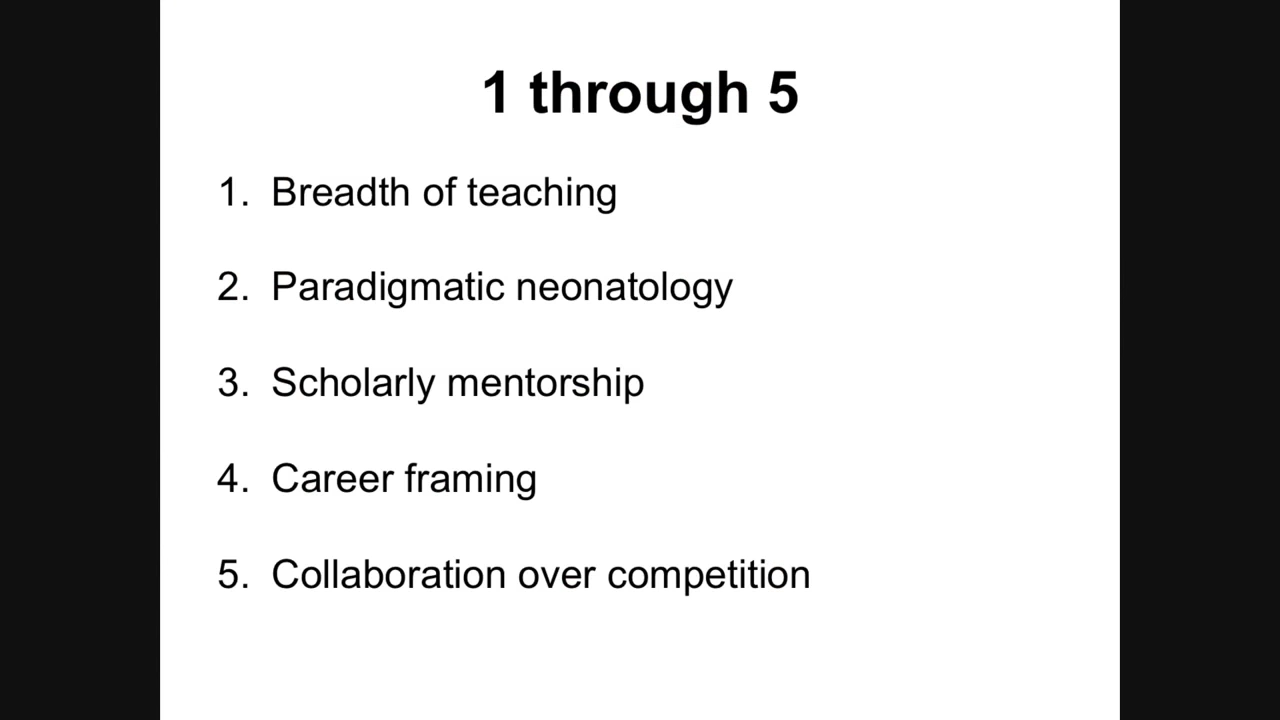 1 through 5
1. Breadth of teaching
2. Paradigmatic neonatology
3. Scholarly mentorship
4. Career framing
5. Collaboration over competition